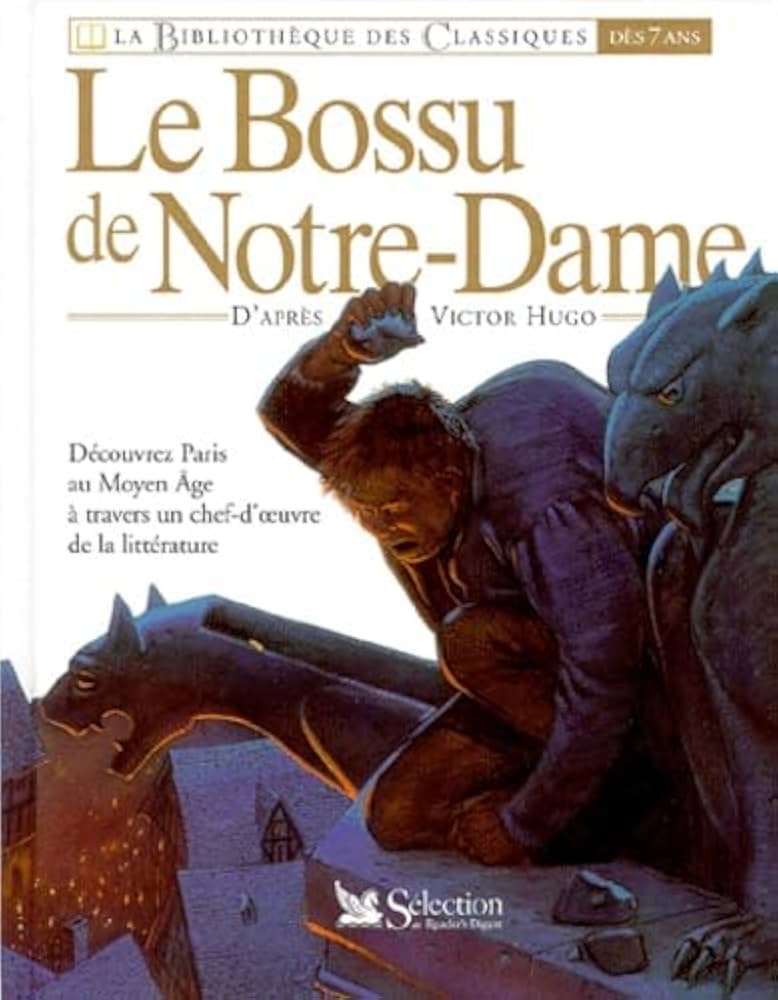 LA BIBLIOTHÈQUE DES CLASSIQUES DÈS 7 ANS
Le Bossu
de Notre-Dame
D'APRÈS VICTOR HUGO
Découvrez Paris
au Moyen Âge
à travers un chef-d'œuvre
de la littérature
Sélection
du Reader's Digest